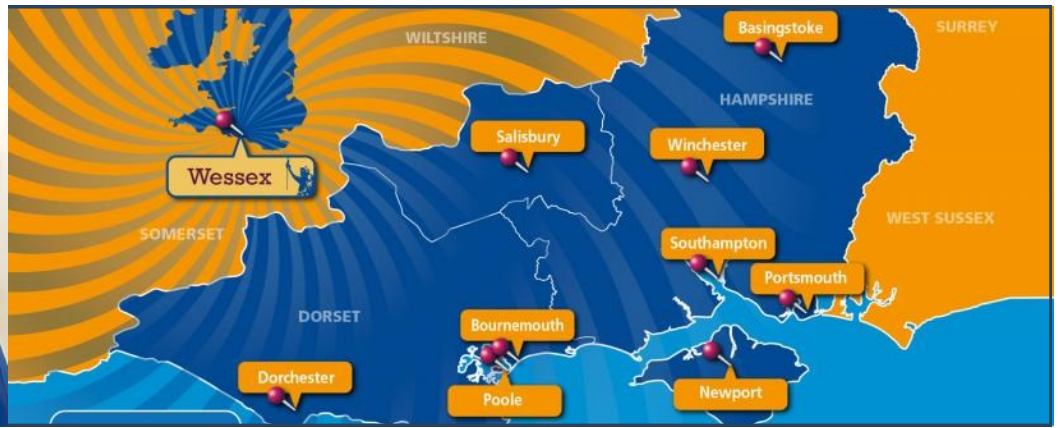 Basingstoke
SURREY
WILTSHIRE
HAMPSHIRE
Salisbury
Winchester
Wessex
WEST SUSSEX
SOMERSET
Southampton
Portsmouth
DORSET
Bournemouth
Dorchester
Newport
Poole